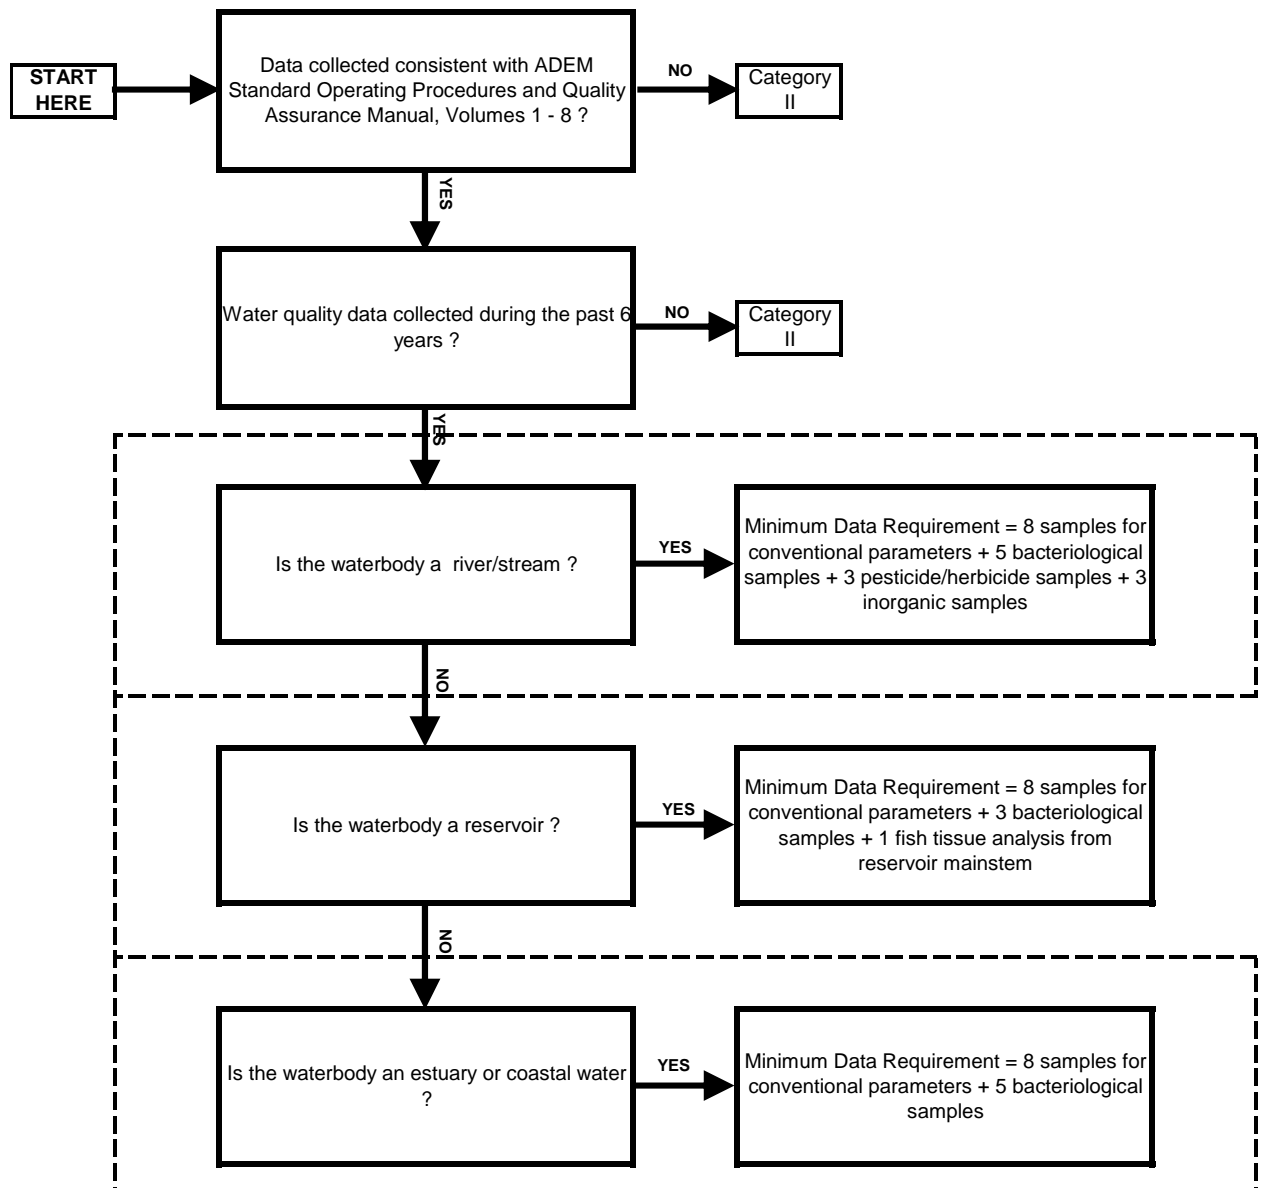 START
HERE
Data collected consistent with ADEM
Standard Operating Procedures and Quality
Assurance Manual, Volumes 1 - 8 ?
NO
Category
II
YES
Water quality data collected during the past 6
years ?
NO
Category
II
YES
Is the waterbody a river/stream ?
YES
Minimum Data Requirement = 8 samples for
conventional parameters + 5 bacteriological
samples + 3 pesticide/herbicide samples + 3
inorganic samples
NO
Is the waterbody a reservoir ?
YES
Minimum Data Requirement = 8 samples for
conventional parameters + 3 bacteriological
samples + 1 fish tissue analysis from
reservoir mainstem
NO
Is the waterbody an estuary or coastal water
?
YES
Minimum Data Requirement = 8 samples for
conventional parameters + 5 bacteriological
samples